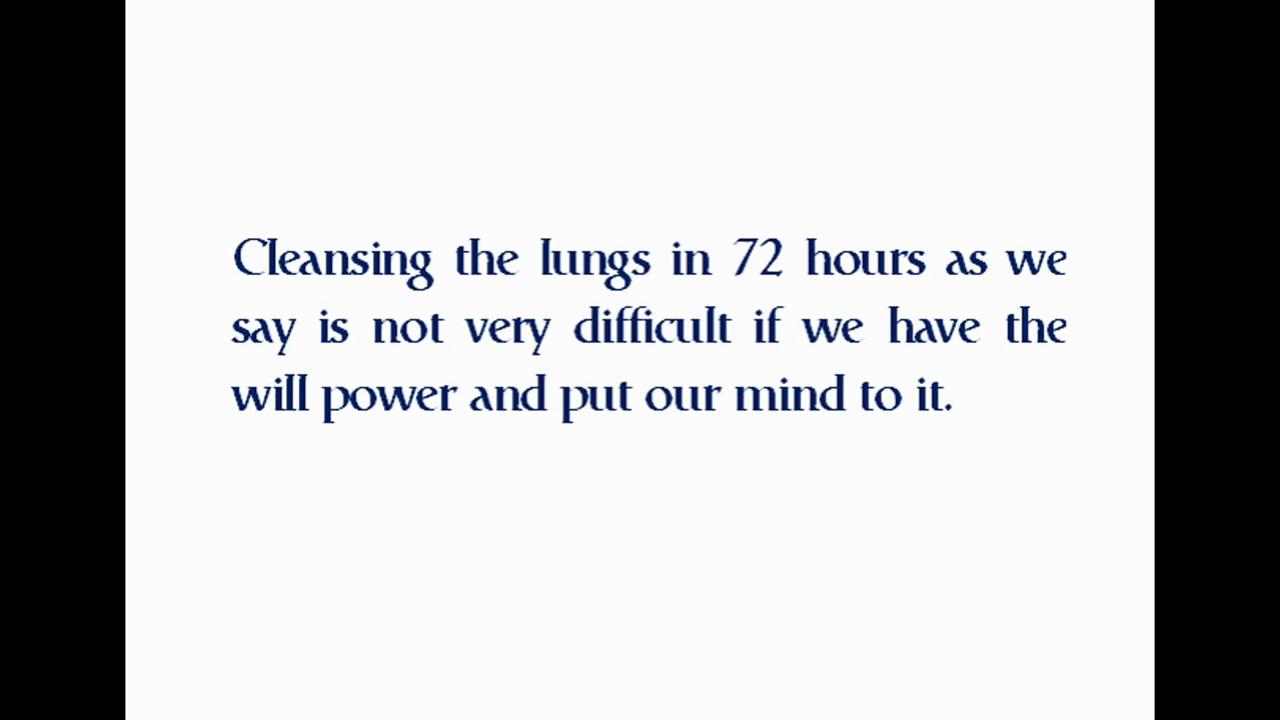 Cleansing the lungs in 72 hours as we
say is not very difficult if we have the
will power and put our mind to it.